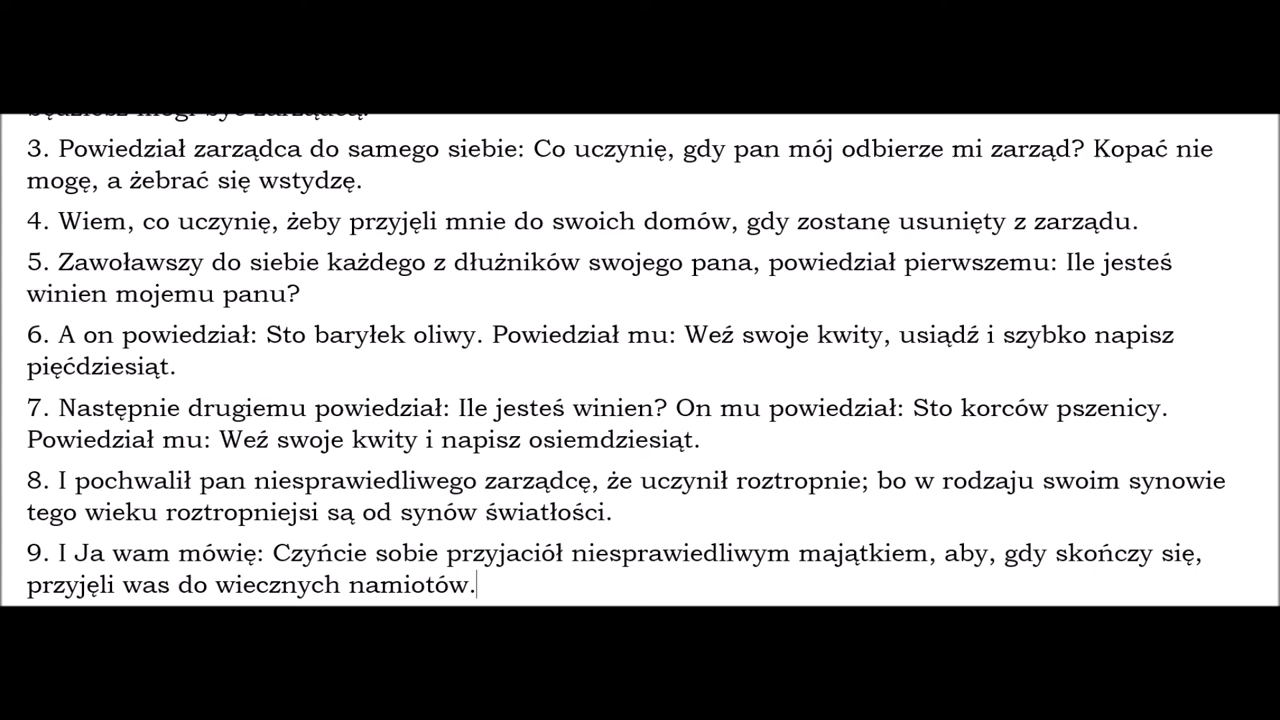 3. Powiedział zarządca do samego siebie: Co uczynię, gdy pan mój odbierze mi zarząd? Kopać nie
mogę, a żebrać się wstydzę.
4. Wiem, co uczynię, żeby przyjęli mnie do swoich domów, gdy zostanę usunięty z zarządu.
5. Zawoławszy do siebie każdego z dłużników swojego pana, powiedział pierwszemu: Ile jesteś
winien mojemu panu?
6. A on powiedział: Sto baryłek oliwy. Powiedział mu: Weź swoje kwity, usiądź i szybko napisz
pięćdziesiąt.
7. Następnie drugiemu powiedział: Ile jesteś winien? On mu powiedział: Sto korców pszenicy.
Powiedział mu: Weź swoje kwity i napisz osiemdziesiąt.
8. I pochwalił pan niesprawiedliwego zarządcę, że uczynił roztropnie; bo w rodzaju swoim synowie
tego wieku roztropniejsi są od synów światłości.
9. I Ja wam mówię: Czyńcie sobie przyjaciół niesprawiedliwym majątkiem, aby, gdy skończy się,
przyjęli was do wiecznych namiotów.